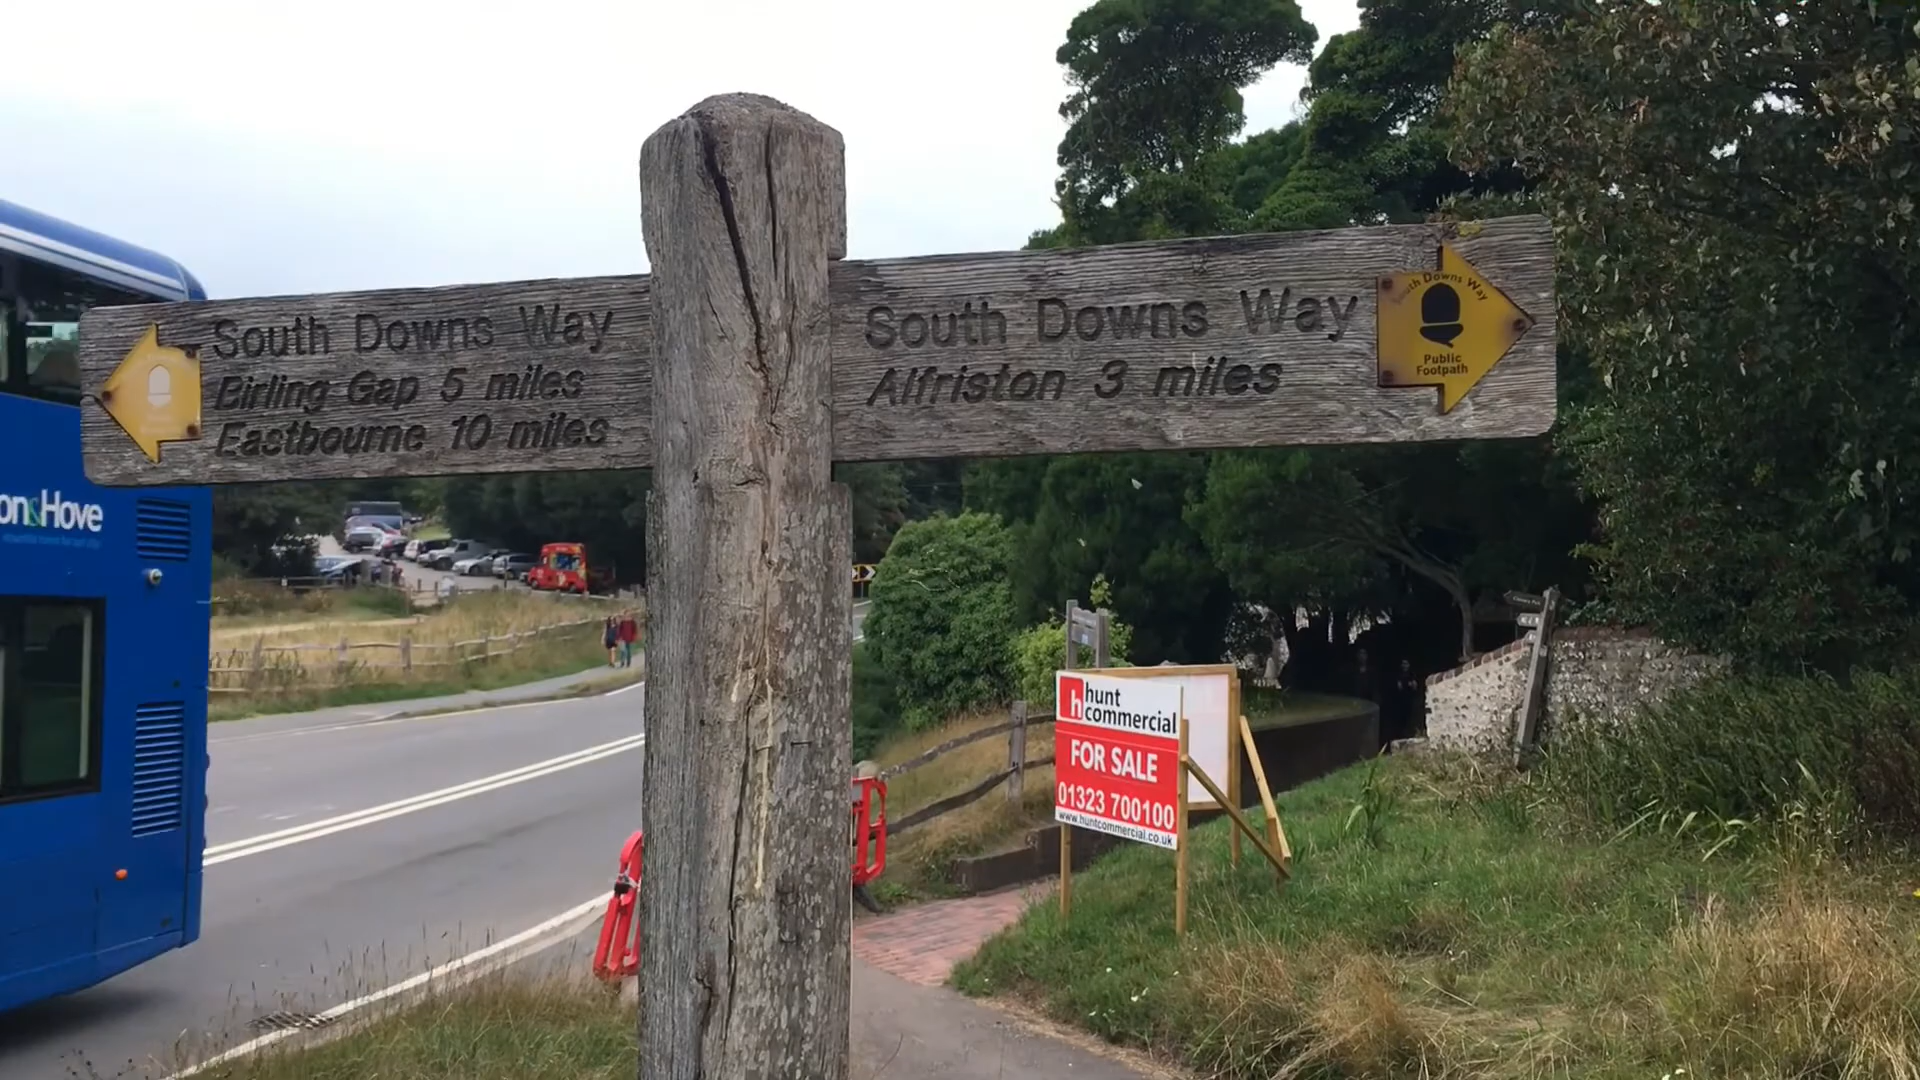 South Downs Way
Birling Gap 5 miles
Eastbourne 10 miles
South Downs Way
Alfriston 3 miles
South Downs Way
Public
Footpath
on&Hove
hunt
commercial
FOR SALE
01323 700100
www.huntcommercial.co.uk